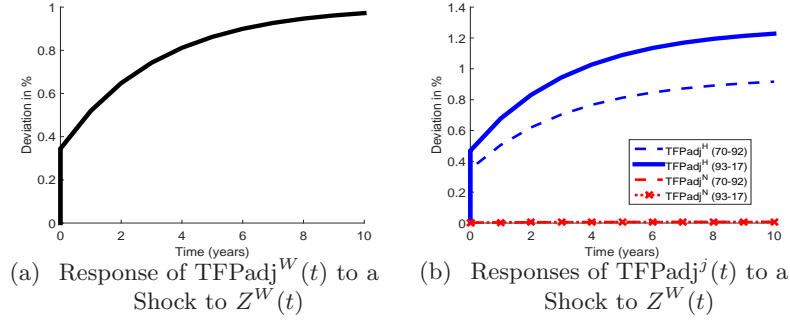 1
0.8
0.6
0.4
0.2
0
Deviation in %
0 2 4 6 8 10
Time (years)
(a) Response of TFPadj^W(t) to a
Shock to Z^W(t)
1.4
1.2
1
0.8
0.6
0.4
0.2
0
Deviation in %
TFPadj^H (70-92)
TFPadj^H (93-17)
TFPadj^N (70-92)
TFPadj^N (93-17)
0 2 4 6 8 10
Time (years)
(b) Responses of TFPadj^j(t) to a
Shock to Z^W(t)